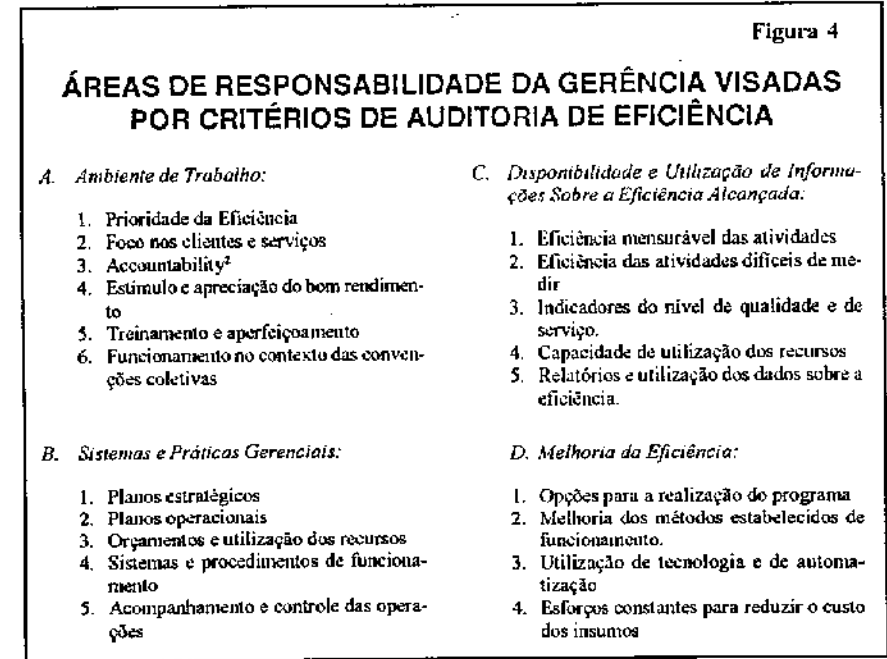 Figura 4
ÁREAS DE RESPONSABILIDADE DA GERÊNCIA VISADAS
POR CRITÉRIOS DE AUDITORIA DE EFICIÊNCIA
A. Ambiente de Trabalho:
1. Prioridade da Eficiência
2. Foco nos clientes e serviços
3. Accountability²
4. Estímulo e apreciação do bom rendimen-
to
5. Treinamento e aperfeiçoamento
6. Funcionamento no contexto das conven-
ções coletivas
B. Sistemas e Práticas Gerenciais:
1. Planos estratégicos
2. Planos operacionais
3. Orçamentos e utilização dos recursos
4. Sistemas e procedimentos de funciona-
mento
5. Acompanhamento e controle das opera-
ções
C. Disponibilidade e Utilização de Informa-
ções Sobre a Eficiência Alcançada:
1. Eficiência mensurável das atividades
2. Eficiência das atividades difíceis de me-
dir
3. Indicadores do nível de qualidade e de
serviço.
4. Capacidade de utilização dos recursos
5. Relatórios e utilização dos dados sobre a
eficiência.
D. Melhoria da Eficiência:
1. Opções para a realização do programa
2. Melhoria dos métodos estabelecidos de
funcionamento.
3. Utilização de tecnologia e de automa-
tização
4. Esforços constantes para reduzir o custo
dos insumos